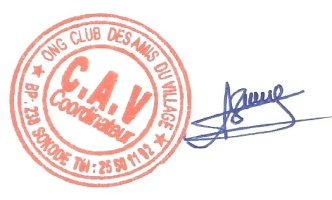 ONG CLUB DES AMIS DU VILLAGE
C.A.V
Coordinateur
★ BP: 238 SOKODE Tél: 25 50 11 02 ★